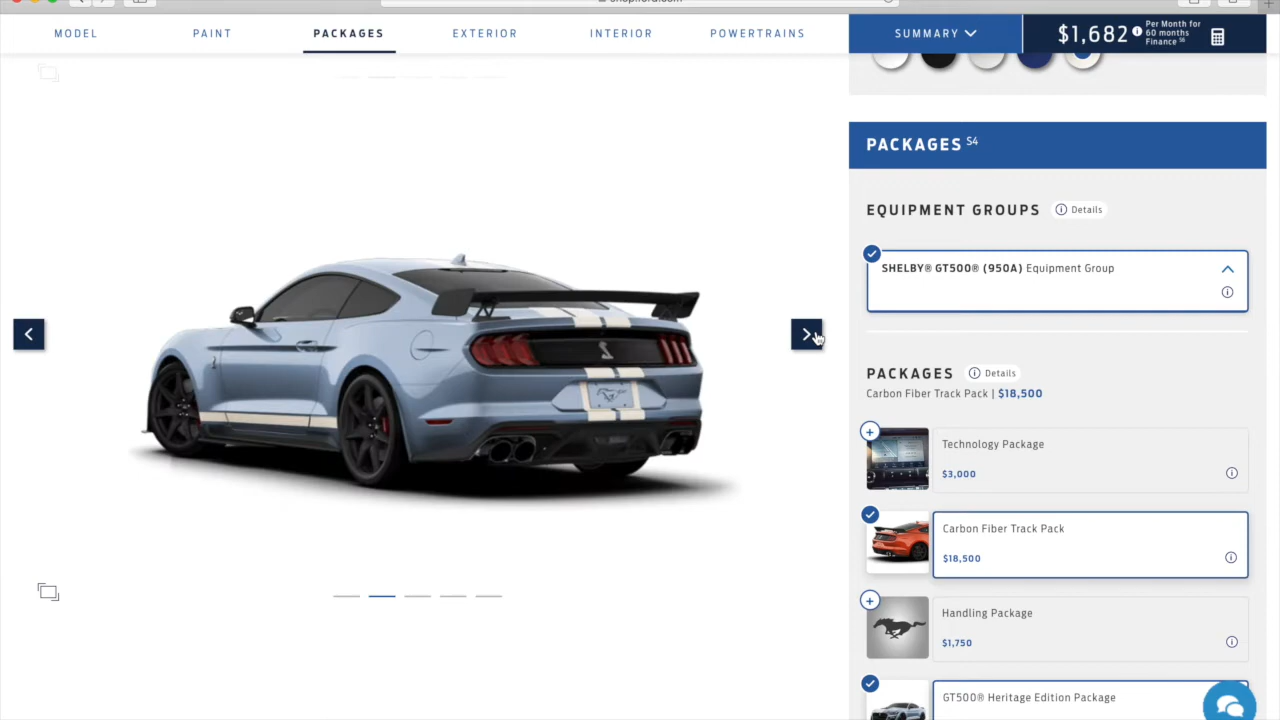 MODEL
PAINT
PACKAGES
EXTERIOR
INTERIOR
POWERTRAINS
SUMMARY
$1,682
Per Month for
60 months
Finance S6
PACKAGES S4
EQUIPMENT GROUPS
Details
SHELBY® GT500® (950A) Equipment Group
PACKAGES
Details
Carbon Fiber Track Pack | $18,500
Technology Package
$3,000
Carbon Fiber Track Pack
$18,500
Handling Package
$1,750
GT500® Heritage Edition Package